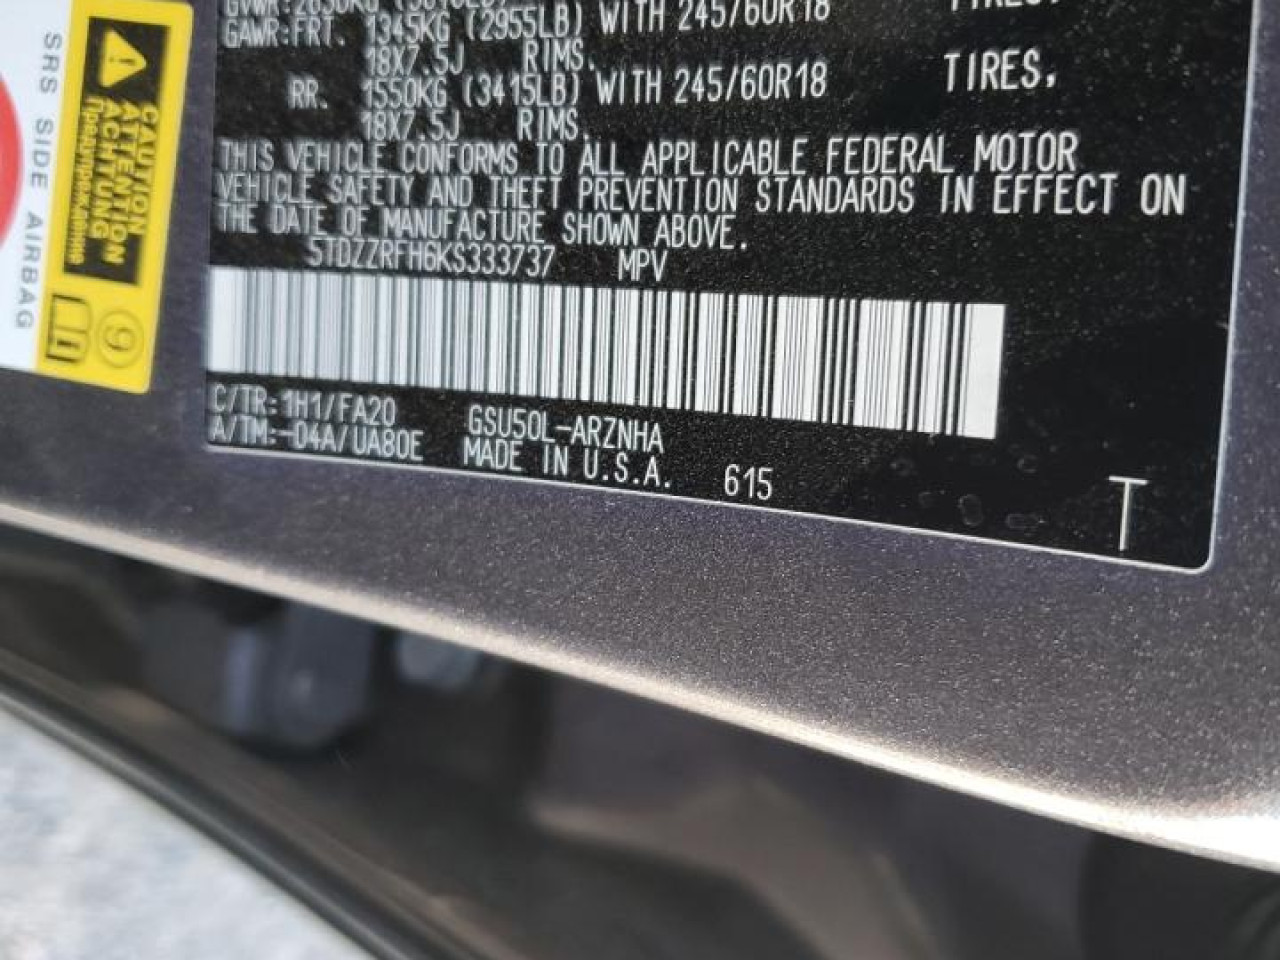 SRS SIDE AIRBAG
CAUTION
ATTENTION
ACHTUNG
Предупреждение
9
GAWR:FRT. 1345KG (2955LB) WITH 245/60R18 TIRES,
18X7.5J RIMS.
RR. 1550KG (3415LB) WITH 245/60R18 TIRES,
18X7.5J RIMS.
THIS VEHICLE CONFORMS TO ALL APPLICABLE FEDERAL MOTOR
VEHICLE SAFETY AND THEFT PREVENTION STANDARDS IN EFFECT ON
THE DATE OF MANUFACTURE SHOWN ABOVE.
5TDZZRFH6KS333737 MPV
C/TR:1H1/FA20 GSU50L-ARZNHA
A/TM:-04A/UA80E MADE IN U.S.A. 615
T